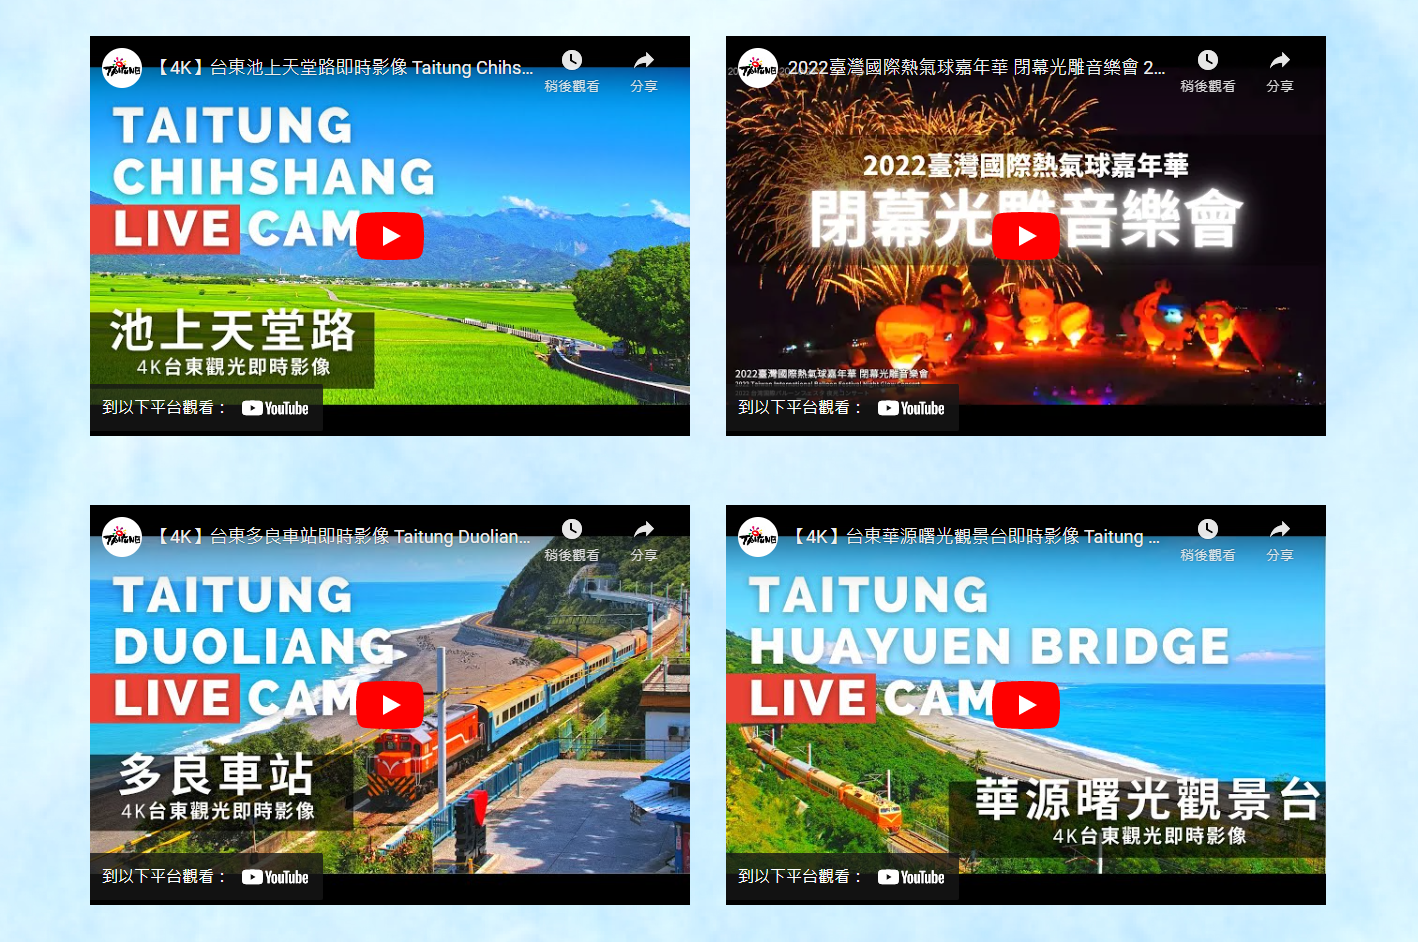 【4K】台東池上天堂路即時影像 Taitung Chihs...
稍後觀看
分享
TAITUNG
CHIHSHANG
LIVE CAM
池上天堂路
4K台東觀光即時影像
到以下平台觀看： YouTube
2022臺灣國際熱氣球嘉年華 閉幕光雕音樂會 2...
稍後觀看
分享
2022臺灣國際熱氣球嘉年華
閉幕光雕音樂會
2022臺灣國際熱氣球嘉年華 閉幕光雕音樂會
到以下平台觀看： YouTube
【4K】台東多良車站即時影像 Taitung Duolian...
稍後觀看
分享
TAITUNG
DUOLIANG
LIVE CAM
多良車站
4K台東觀光即時影像
到以下平台觀看： YouTube
【4K】台東華源曙光觀景台即時影像 Taitung ...
稍後觀看
分享
TAITUNG
HUAYUEN BRIDGE
LIVE CAM
華源曙光觀景台
4K台東觀光即時影像
到以下平台觀看： YouTube